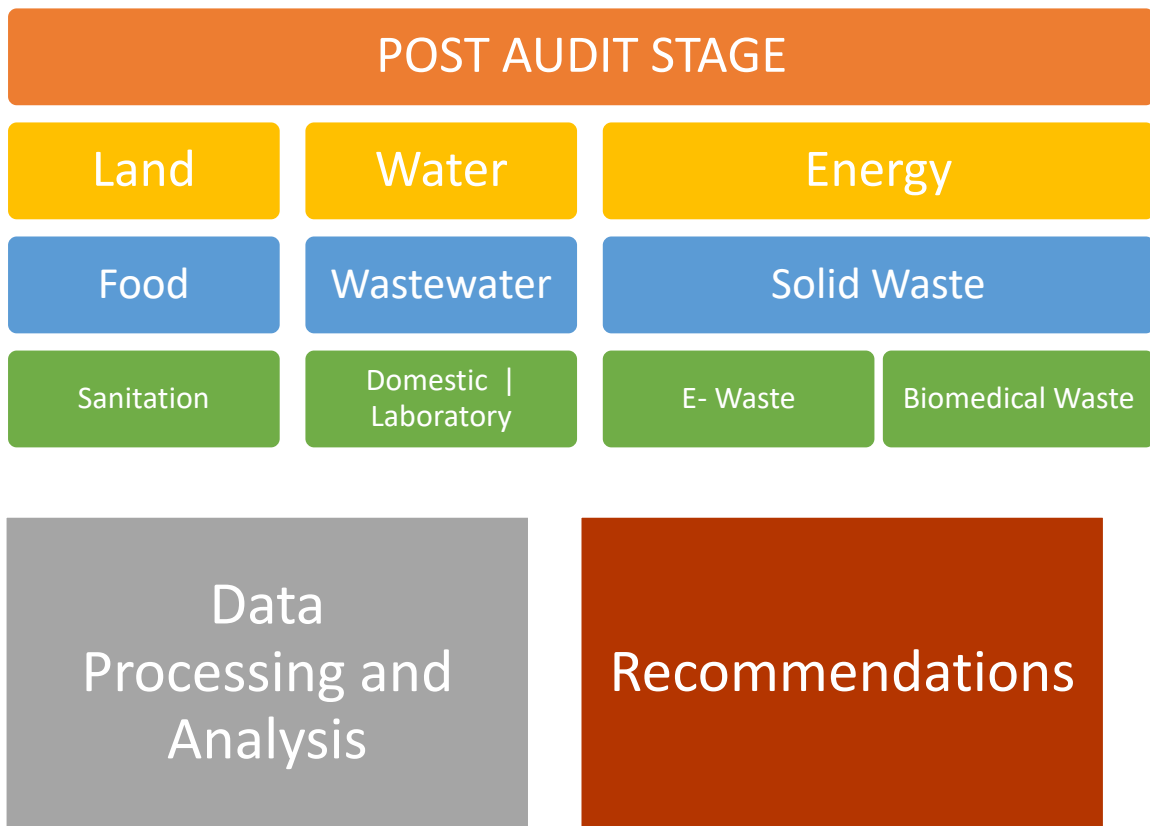 POST AUDIT STAGE
Land
Water
Energy
Food
Wastewater
Solid Waste
Sanitation
Domestic |
Laboratory
E- Waste
Biomedical Waste
Data
Processing and
Analysis
Recommendations